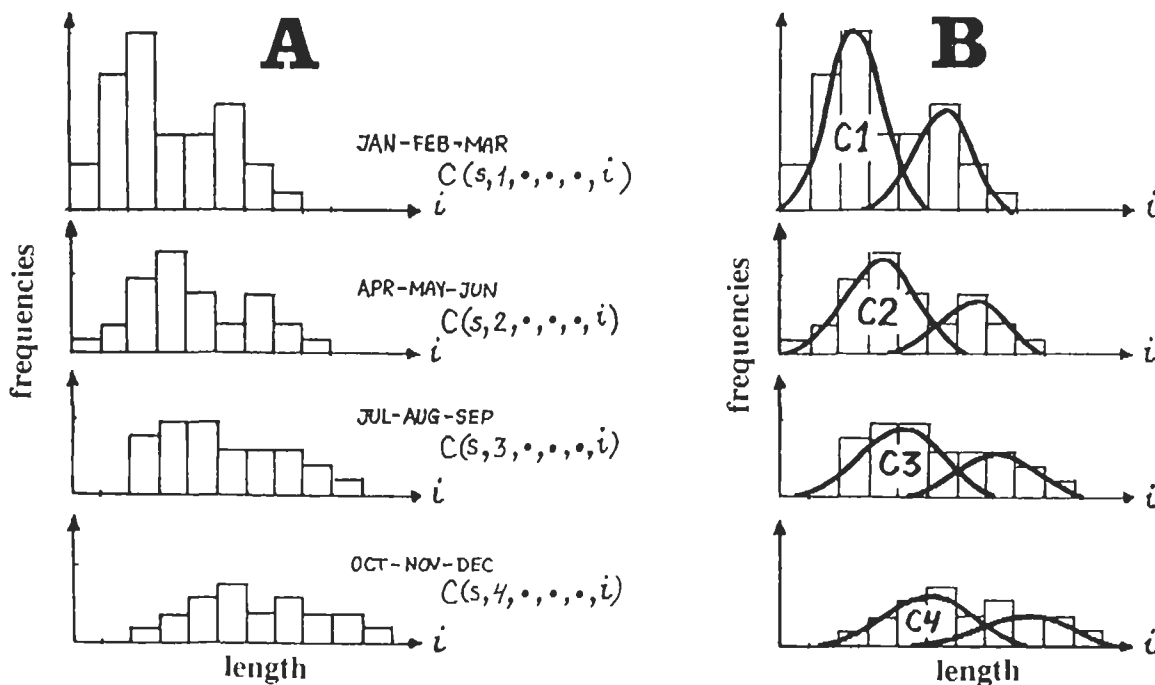 A
JAN-FEB-MAR
C(s,1,•,•,•,i)
i
APR-MAY-JUN
C(s,2,•,•,•,i)
i
frequencies
JUL-AUG-SEP
C(s,3,•,•,•,i)
i
OCT-NOV-DEC
C(s,4,•,•,•,i)
i
length
B
C1
i
C2
i
frequencies
C3
i
C4
i
length